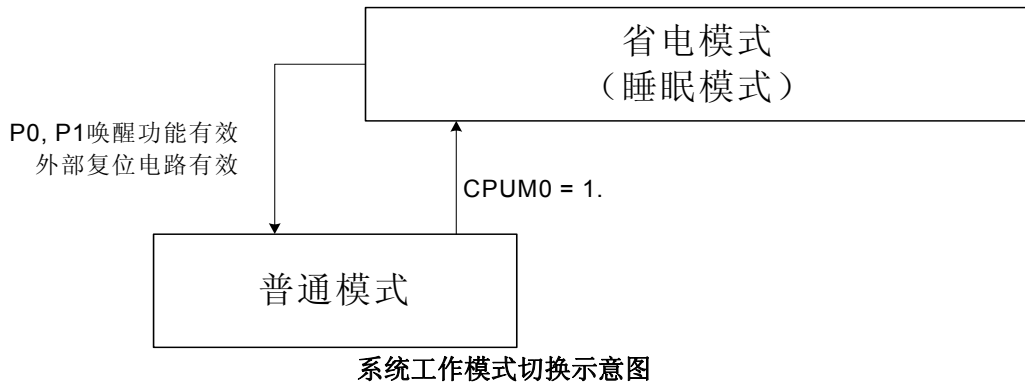 省电模式
（睡眠模式）
P0, P1唤醒功能有效
外部复位电路有效
CPUM0 = 1.
普通模式
系统工作模式切换示意图